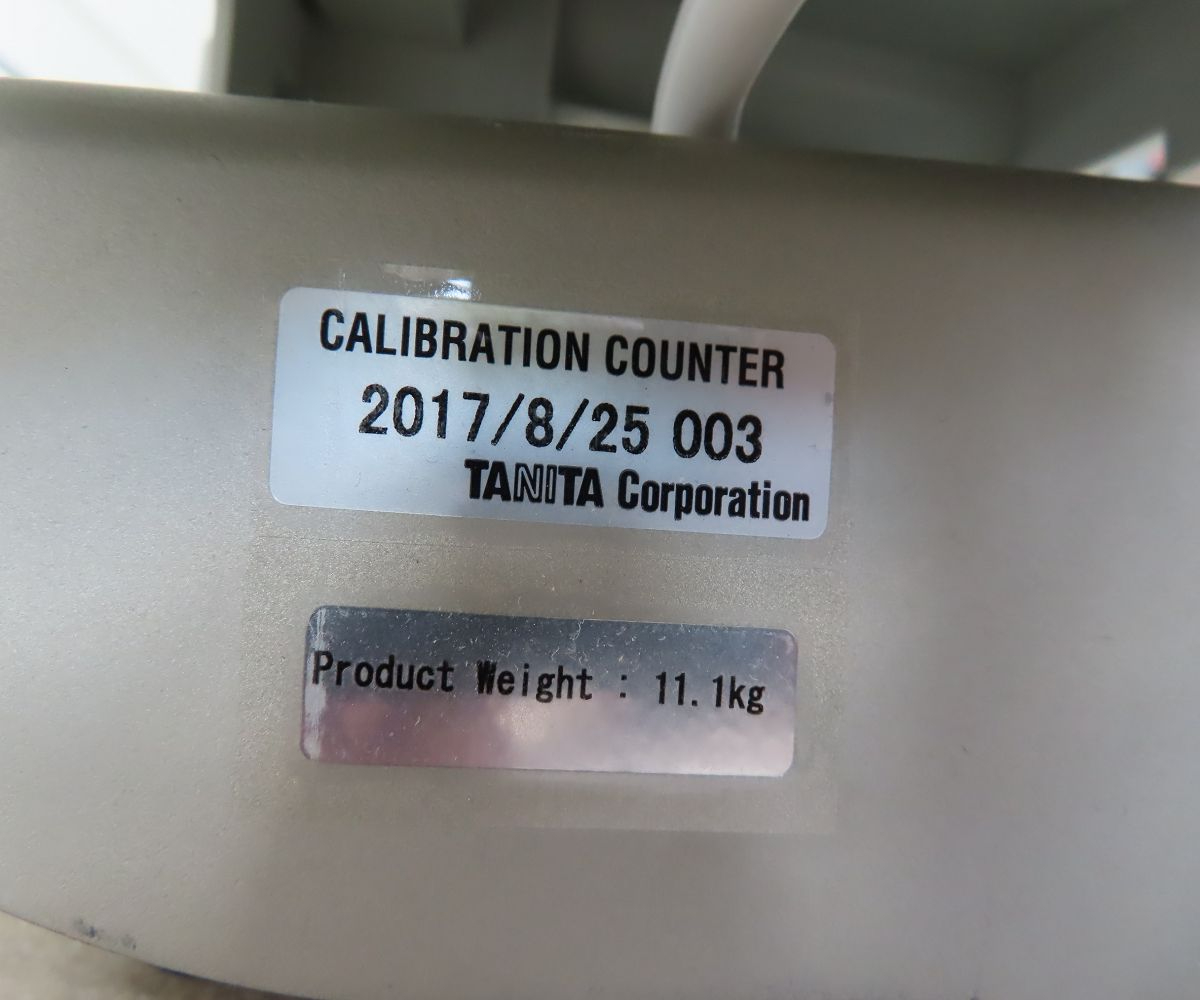 CALIBRATION COUNTER
2017/8/25 003
TANITA Corporation
Product Weight : 11.1kg